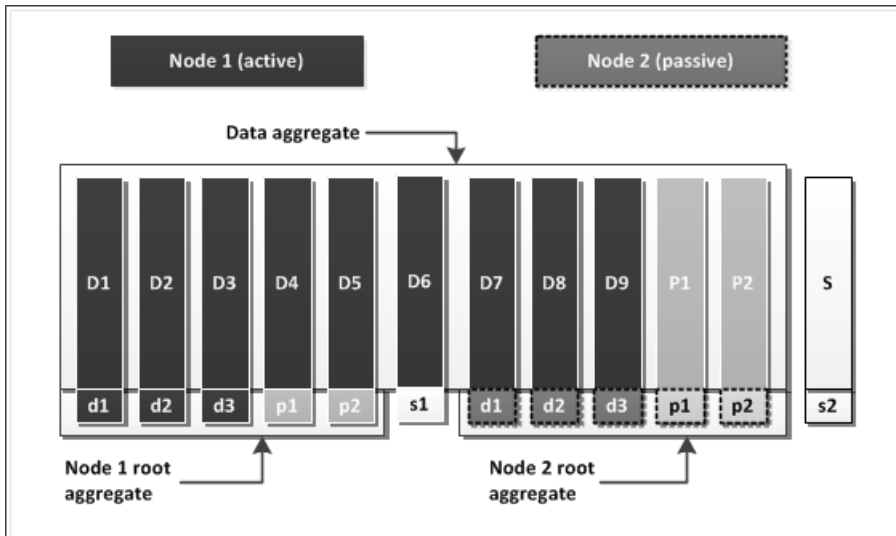 Node 1 (active)
Node 2 (passive)
Data aggregate
D1 D2 D3 D4 D5 D6 D7 D8 D9 P1 P2 S
d1 d2 d3 p1 p2 s1 d1 d2 d3 p1 p2 s2
Node 1 root
aggregate
Node 2 root
aggregate